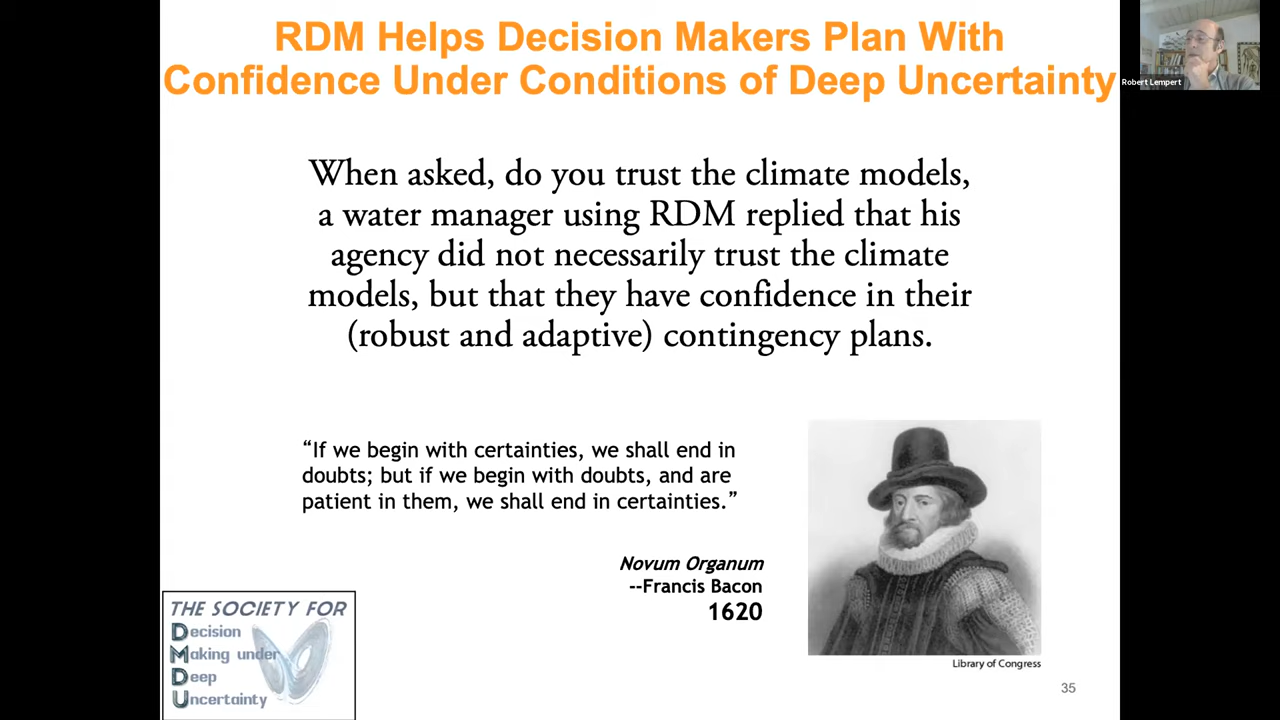 RDM Helps Decision Makers Plan With
Confidence Under Conditions of Deep Uncertainty
Robert Lempert
When asked, do you trust the climate models,
a water manager using RDM replied that his
agency did not necessarily trust the climate
models, but that they have confidence in their
(robust and adaptive) contingency plans.
“If we begin with certainties, we shall end in
doubts; but if we begin with doubts, and are
patient in them, we shall end in certainties.”
Novum Organum
--Francis Bacon
1620
Library of Congress
THE SOCIETY FOR
Decision
Making under
Deep
Uncertainty
35